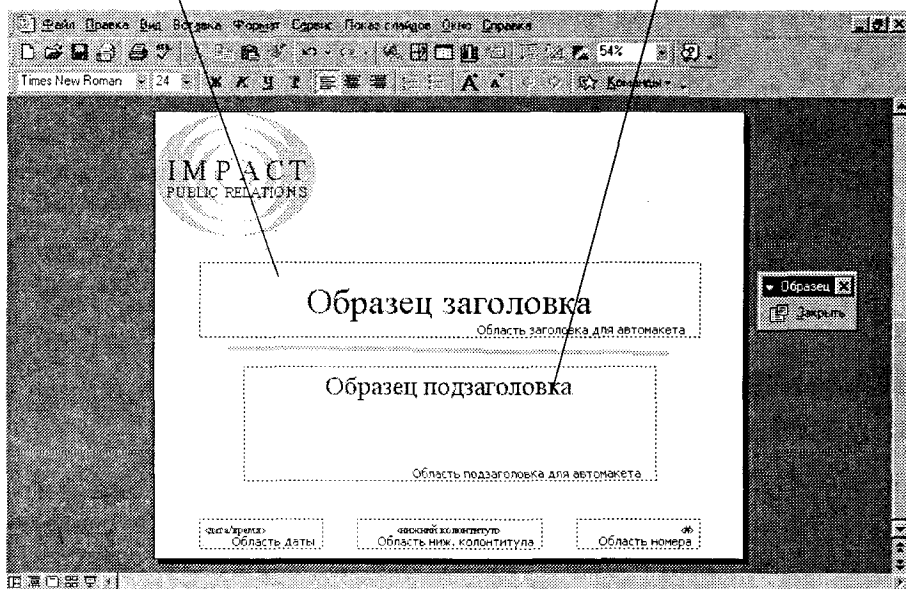 Файл Правка Вид Вставка Формат Сервис Показ слайдов Окно Справка
54%
Times New Roman 24 Ж К Ч Команды
IMPACT
PUBLIC RELATIONS
Образец заголовка
Область заголовка для автомакета
Образец
Закрыть
Образец подзаголовка
Область подзаголовка для автомакета
<дата/время> <нижний колонтитул> <#>
Область даты Область ниж. колонтитула Область номера